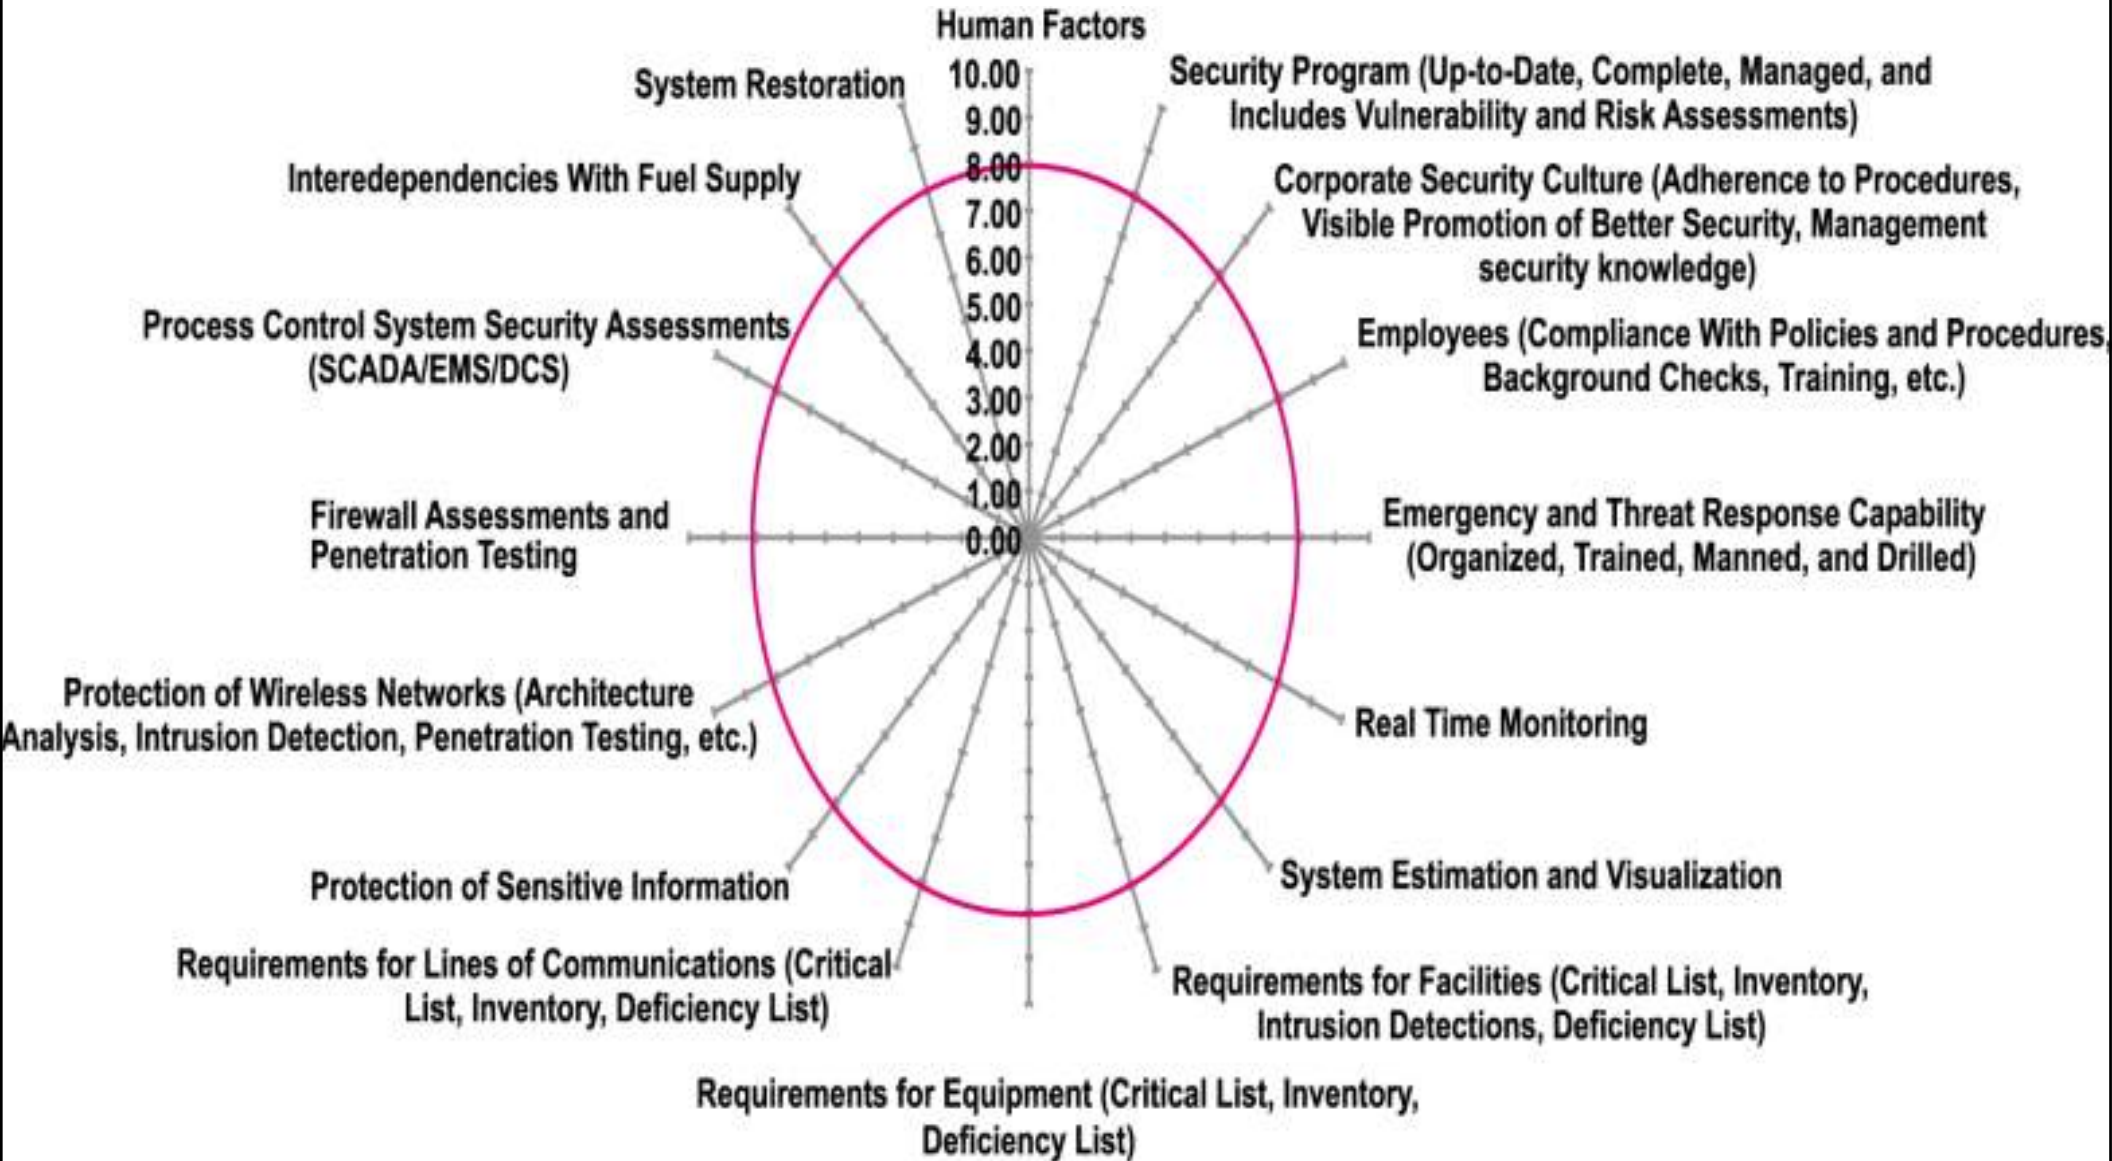 Human Factors
10.00
9.00
8.00
7.00
6.00
5.00
4.00
3.00
2.00
1.00
0.00
Security Program (Up-to-Date, Complete, Managed, and
Includes Vulnerability and Risk Assessments)
Corporate Security Culture (Adherence to Procedures,
Visible Promotion of Better Security, Management
security knowledge)
Employees (Compliance With Policies and Procedures,
Background Checks, Training, etc.)
Emergency and Threat Response Capability
(Organized, Trained, Manned, and Drilled)
Real Time Monitoring
System Estimation and Visualization
Requirements for Facilities (Critical List, Inventory,
Intrusion Detections, Deficiency List)
Requirements for Equipment (Critical List, Inventory,
Deficiency List)
Requirements for Lines of Communications (Critical
List, Inventory, Deficiency List)
Protection of Sensitive Information
Protection of Wireless Networks (Architecture
Analysis, Intrusion Detection, Penetration Testing, etc.)
Firewall Assessments and
Penetration Testing
Process Control System Security Assessments
(SCADA/EMS/DCS)
Interedependencies With Fuel Supply
System Restoration